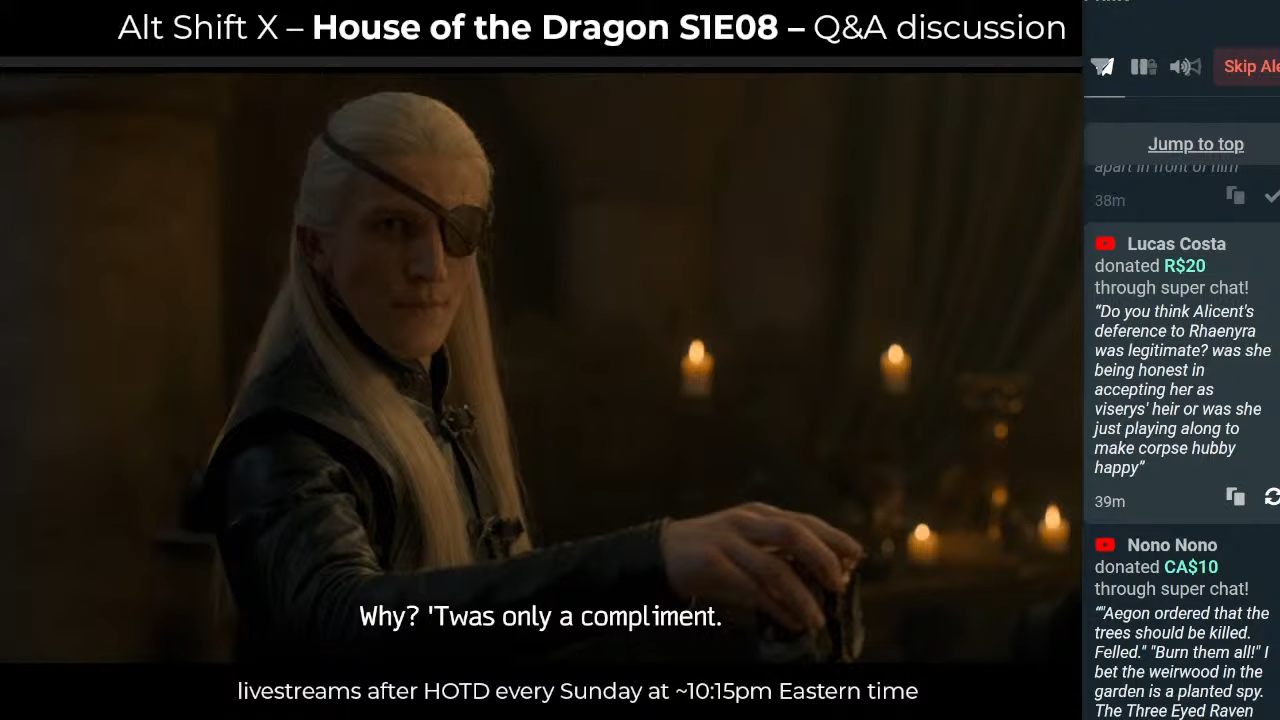 Alt Shift X – House of the Dragon S1E08 – Q&A discussion
Why? 'Twas only a compliment.
livestreams after HOTD every Sunday at ~10:15pm Eastern time
Skip Ale
Jump to top
apart in front of him
38m
Lucas Costa
donated R$20
through super chat!
“Do you think Alicent's
deference to Rhaenyra
was legitimate? was she
being honest in
accepting her as
viserys' heir or was she
just playing along to
make corpse hubby
happy”
39m
Nono Nono
donated CA$10
through super chat!
“"Aegon ordered that the
trees should be killed.
Felled." "Burn them all!" I
bet the weirwood in the
garden is a planted spy.
The Three Eyed Raven